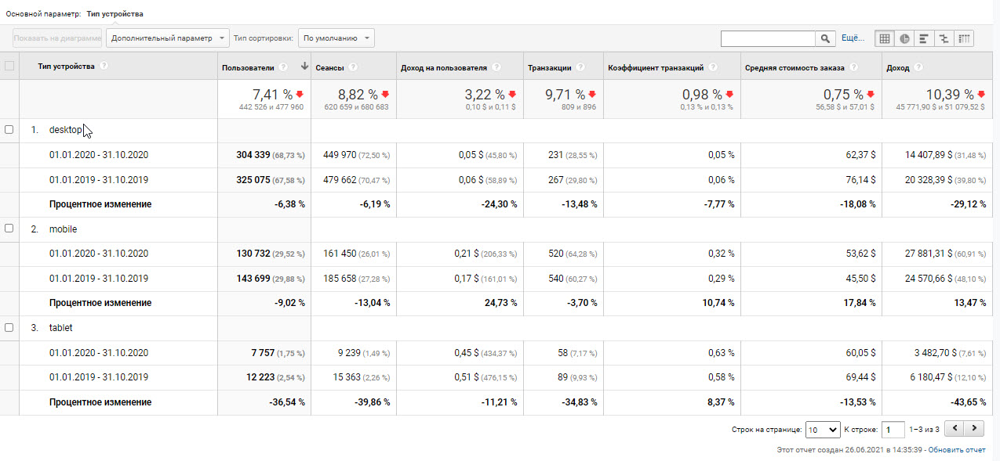 Основной параметр: Тип устройства
Показать на диаграмме Дополнительный параметр Тип сортировки: По умолчанию Ещё...
Тип устройства ? Пользователи ? Сеансы ? Доход на пользователя ? Транзакции ? Коэффициент транзакций ? Средняя стоимость заказа ? Доход ?
7,41 % 8,82 % 3,22 % 9,71 % 0,98 % 0,75 % 10,39 %
442 526 и 477 960 620 659 и 680 683 0,10 $ и 0,11 $ 809 и 896 0,13 % и 0,13 % 56,58 $ и 57,01 $ 45 771,90 $ и 51 079,52 $
1. desktop
01.01.2020 - 31.10.2020 304 339 (68,73 %) 449 970 (72,50 %) 0,05 $ (45,80 %) 231 (28,55 %) 0,05 % 62,37 $ 14 407,89 $ (31,48 %)
01.01.2019 - 31.10.2019 325 075 (67,58 %) 479 662 (70,47 %) 0,06 $ (58,89 %) 267 (29,80 %) 0,06 % 76,14 $ 20 328,39 $ (39,80 %)
Процентное изменение -6,38 % -6,19 % -24,30 % -13,48 % -7,77 % -18,08 % -29,12 %
2. mobile
01.01.2020 - 31.10.2020 130 732 (29,52 %) 161 450 (26,01 %) 0,21 $ (206,33 %) 520 (64,28 %) 0,32 % 53,62 $ 27 881,31 $ (60,91 %)
01.01.2019 - 31.10.2019 143 699 (29,88 %) 185 658 (27,28 %) 0,17 $ (161,01 %) 540 (60,27 %) 0,29 % 45,50 $ 24 570,66 $ (48,10 %)
Процентное изменение -9,02 % -13,04 % 24,73 % -3,70 % 10,74 % 17,84 % 13,47 %
3. tablet
01.01.2020 - 31.10.2020 7 757 (1,75 %) 9 239 (1,49 %) 0,45 $ (434,37 %) 58 (7,17 %) 0,63 % 60,05 $ 3 482,70 $ (7,61 %)
01.01.2019 - 31.10.2019 12 223 (2,54 %) 15 363 (2,26 %) 0,51 $ (476,15 %) 89 (9,93 %) 0,58 % 69,44 $ 6 180,47 $ (12,10 %)
Процентное изменение -36,54 % -39,86 % -11,21 % -34,83 % 8,37 % -13,53 % -43,65 %
Строк на странице: 10 К строке: 1 1–3 из 3
Этот отчет создан 26.06.2021 в 14:35:39 - Обновить отчет